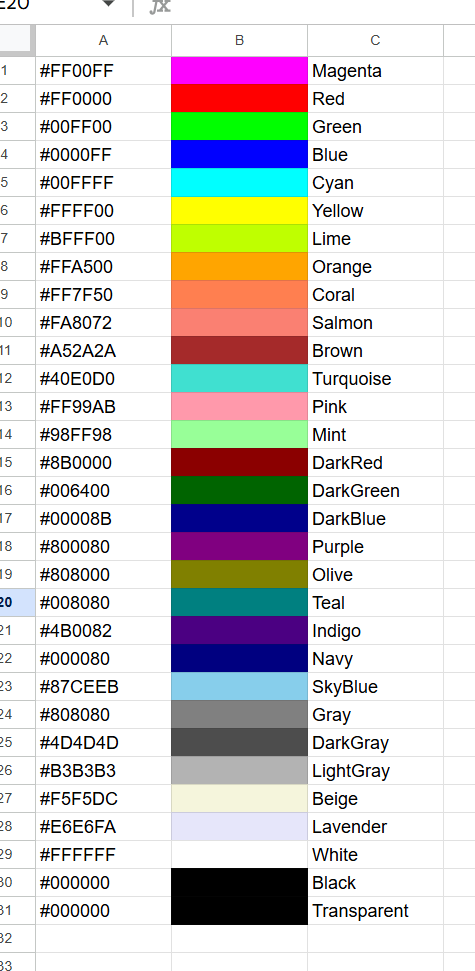 E20 fx
A B C
1 #FF00FF Magenta
2 #FF0000 Red
3 #00FF00 Green
4 #0000FF Blue
5 #00FFFF Cyan
6 #FFFF00 Yellow
7 #BFFF00 Lime
8 #FFA500 Orange
9 #FF7F50 Coral
10 #FA8072 Salmon
11 #A52A2A Brown
12 #40E0D0 Turquoise
13 #FF99AB Pink
14 #98FF98 Mint
15 #8B0000 DarkRed
16 #006400 DarkGreen
17 #00008B DarkBlue
18 #800080 Purple
19 #808000 Olive
20 #008080 Teal
21 #4B0082 Indigo
22 #000080 Navy
23 #87CEEB SkyBlue
24 #808080 Gray
25 #4D4D4D DarkGray
26 #B3B3B3 LightGray
27 #F5F5DC Beige
28 #E6E6FA Lavender
29 #FFFFFF White
30 #000000 Black
31 #000000 Transparent
32
33